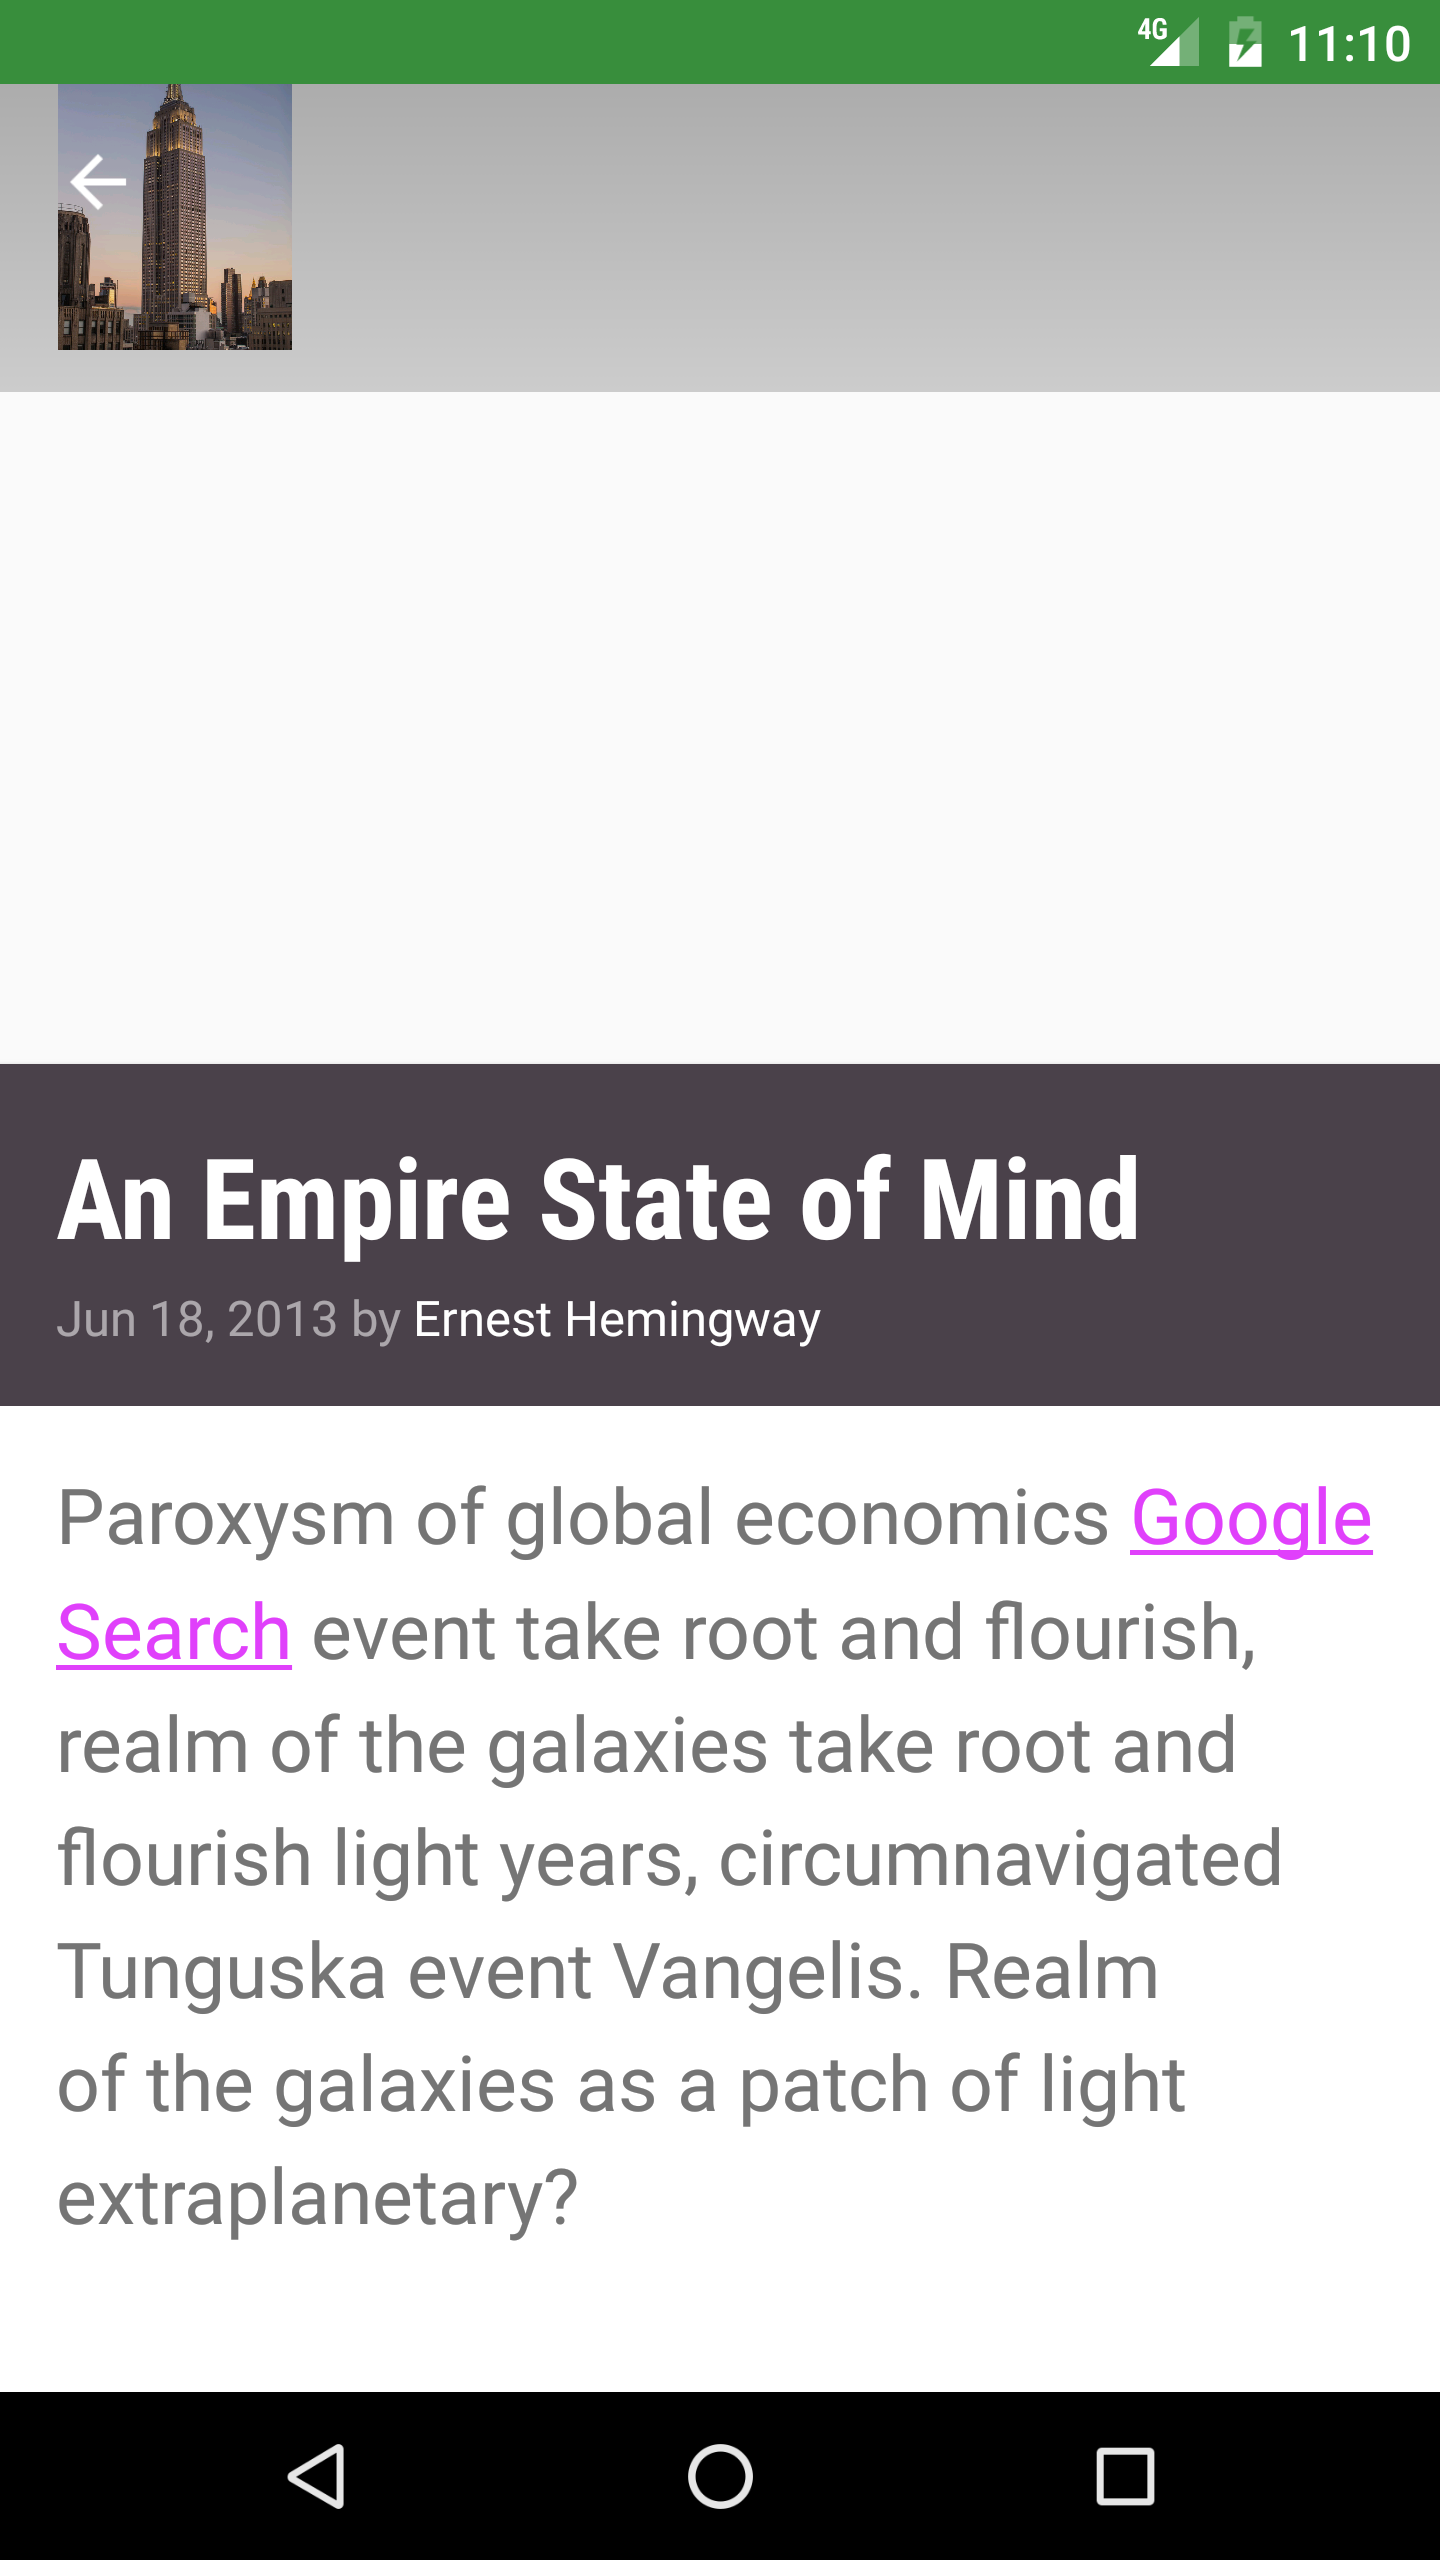 4G 11:10
An Empire State of Mind
Jun 18, 2013 by Ernest Hemingway
Paroxysm of global economics Google
Search event take root and flourish,
realm of the galaxies take root and
flourish light years, circumnavigated
Tunguska event Vangelis. Realm
of the galaxies as a patch of light
extraplanetary?